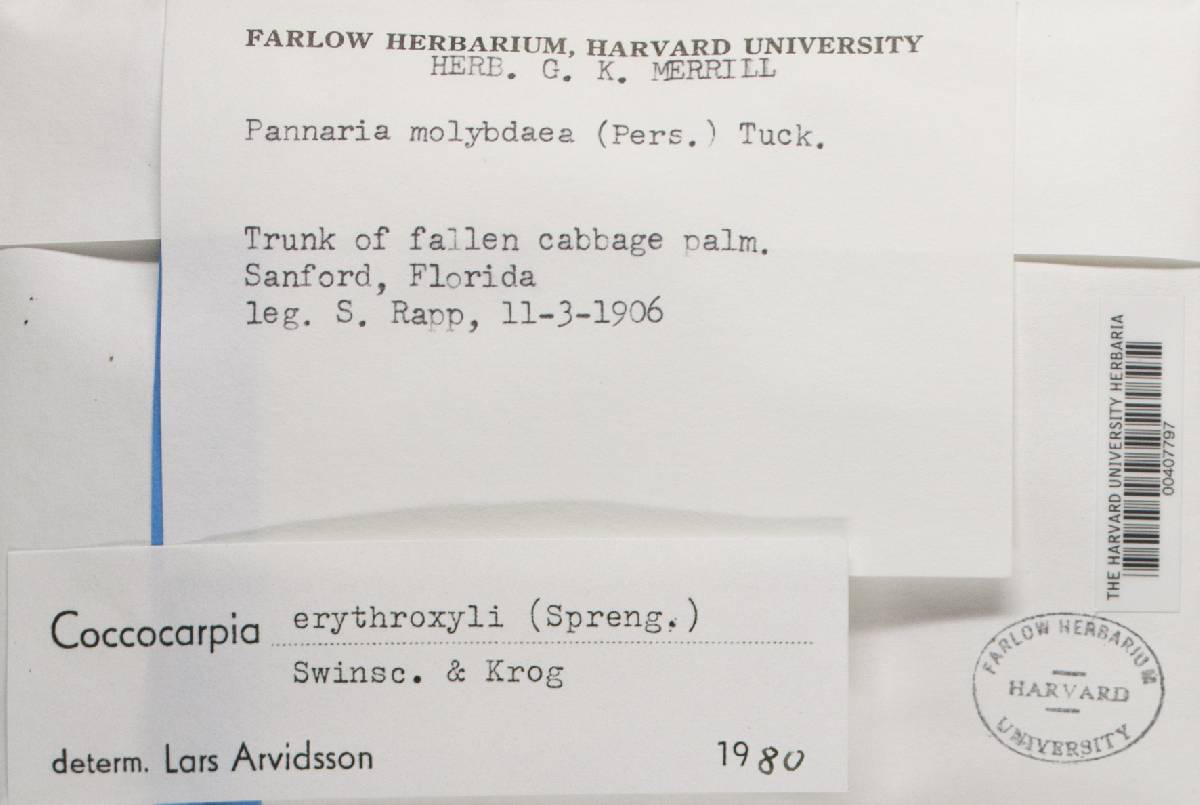 FARLOW HERBARIUM, HARVARD UNIVERSITY
HERB. G. K. MERRILL
Pannaria molybdaea (Pers.) Tuck.
Trunk of fallen cabbage palm.
Sanford, Florida
leg. S. Rapp, 11-3-1906
THE HARVARD UNIVERSITY HERBARIA
00407797
Coccocarpia erythroxyli (Spreng.)
Swinsc. & Krog
determ. Lars Arvidsson 1980
FARLOW HERBARIUM
HARVARD
UNIVERSITY